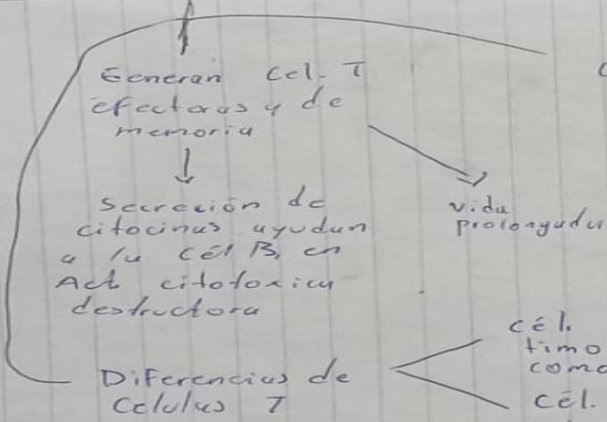 Generan Cel. T
efectoras y de
memoria
Secreción de
citocinas ayudan
a la cél B, en
Act citotoxica
destructora
vida
prolongada
Diferencias de
Celulas T
cél.
timo
como
cél.